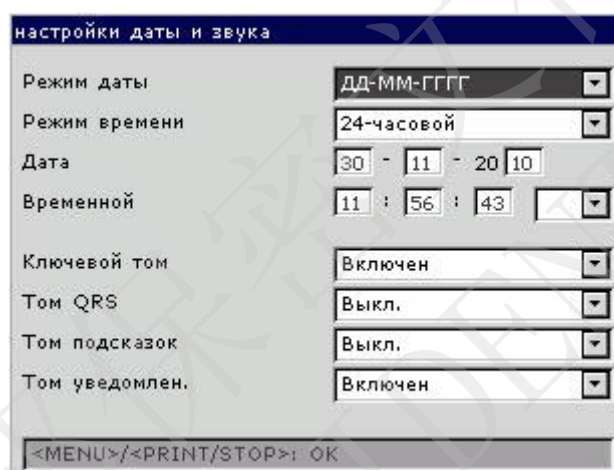 настройки даты и звука
Режим даты ДД-ММ-ГГГГ
Режим времени 24-часовой
Дата 30 - 11 - 20 10
Временной 11 : 56 : 43
Ключевой том Включен
Том QRS Выкл.
Том подсказок Выкл.
Том уведомлен. Включен
<MENU>/<PRINT/STOP>: OK